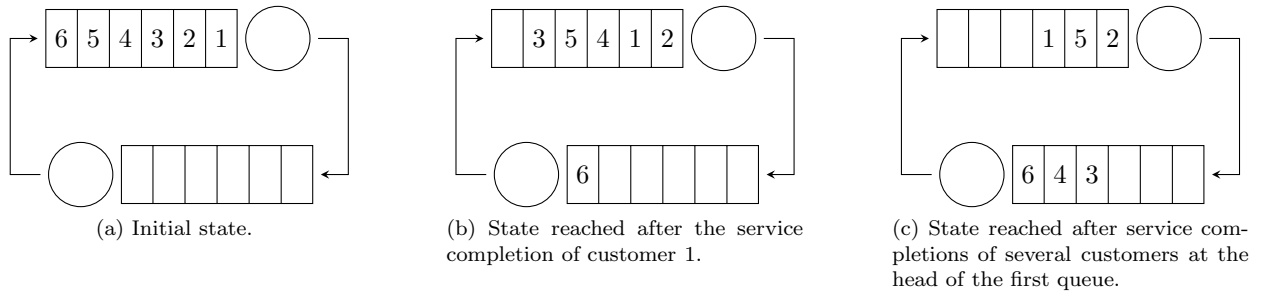 6 5 4 3 2 1
(a) Initial state.
3 5 4 1 2
6
(b) State reached after the service
completion of customer 1.
1 5 2
6 4 3
(c) State reached after service com-
pletions of several customers at the
head of the first queue.